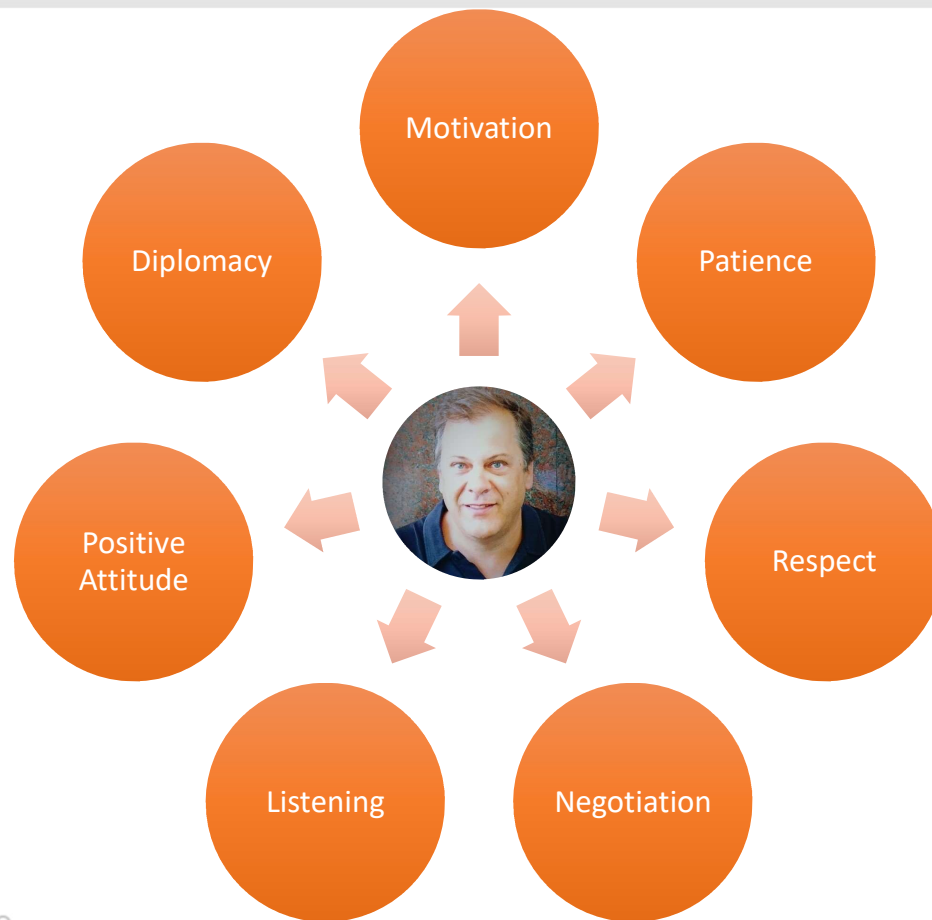 Motivation
Patience
Respect
Negotiation
Listening
Positive
Attitude
Diplomacy